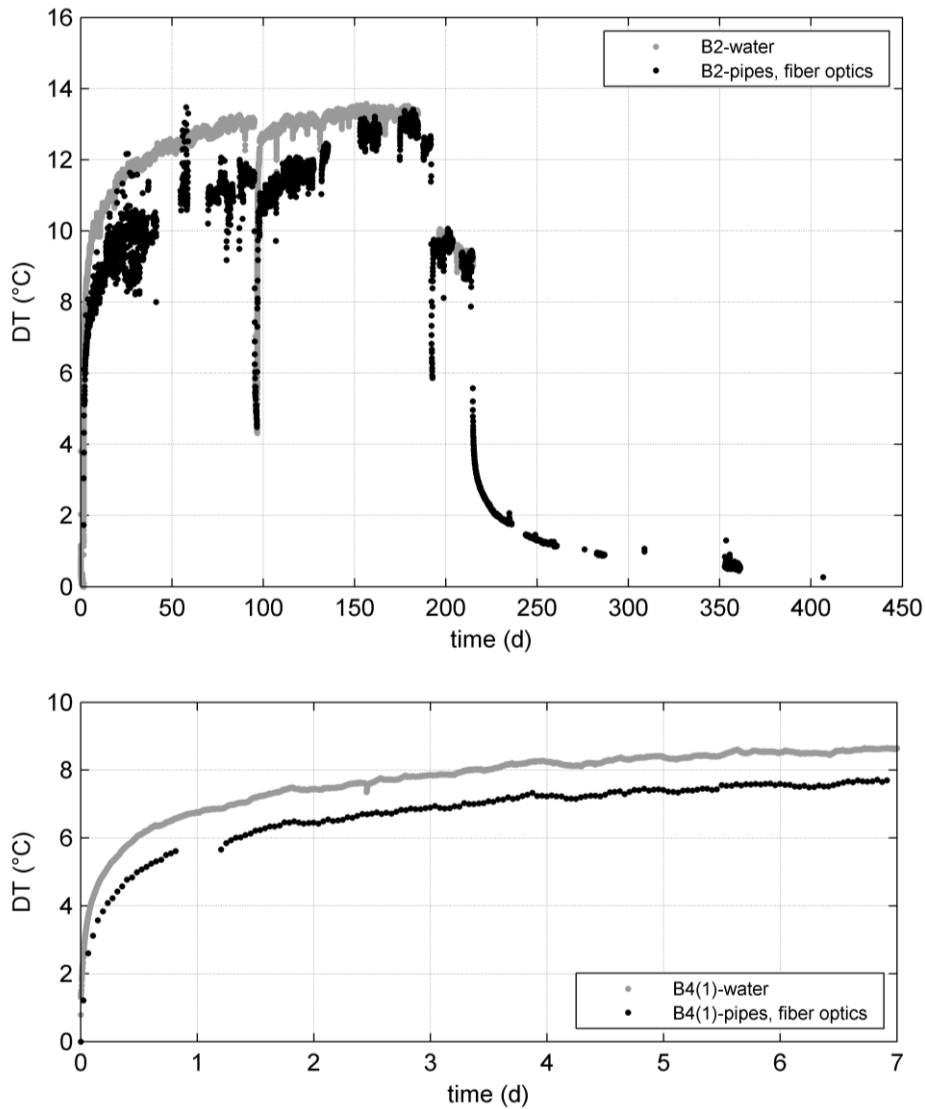 16
14
12
10
8
6
4
2
0
DT (°C)
B2-water
B2-pipes, fiber optics
0 50 100 150 200 250 300 350 400 450
time (d)
10
8
6
4
2
0
DT (°C)
B4(1)-water
B4(1)-pipes, fiber optics
0 1 2 3 4 5 6 7
time (d)